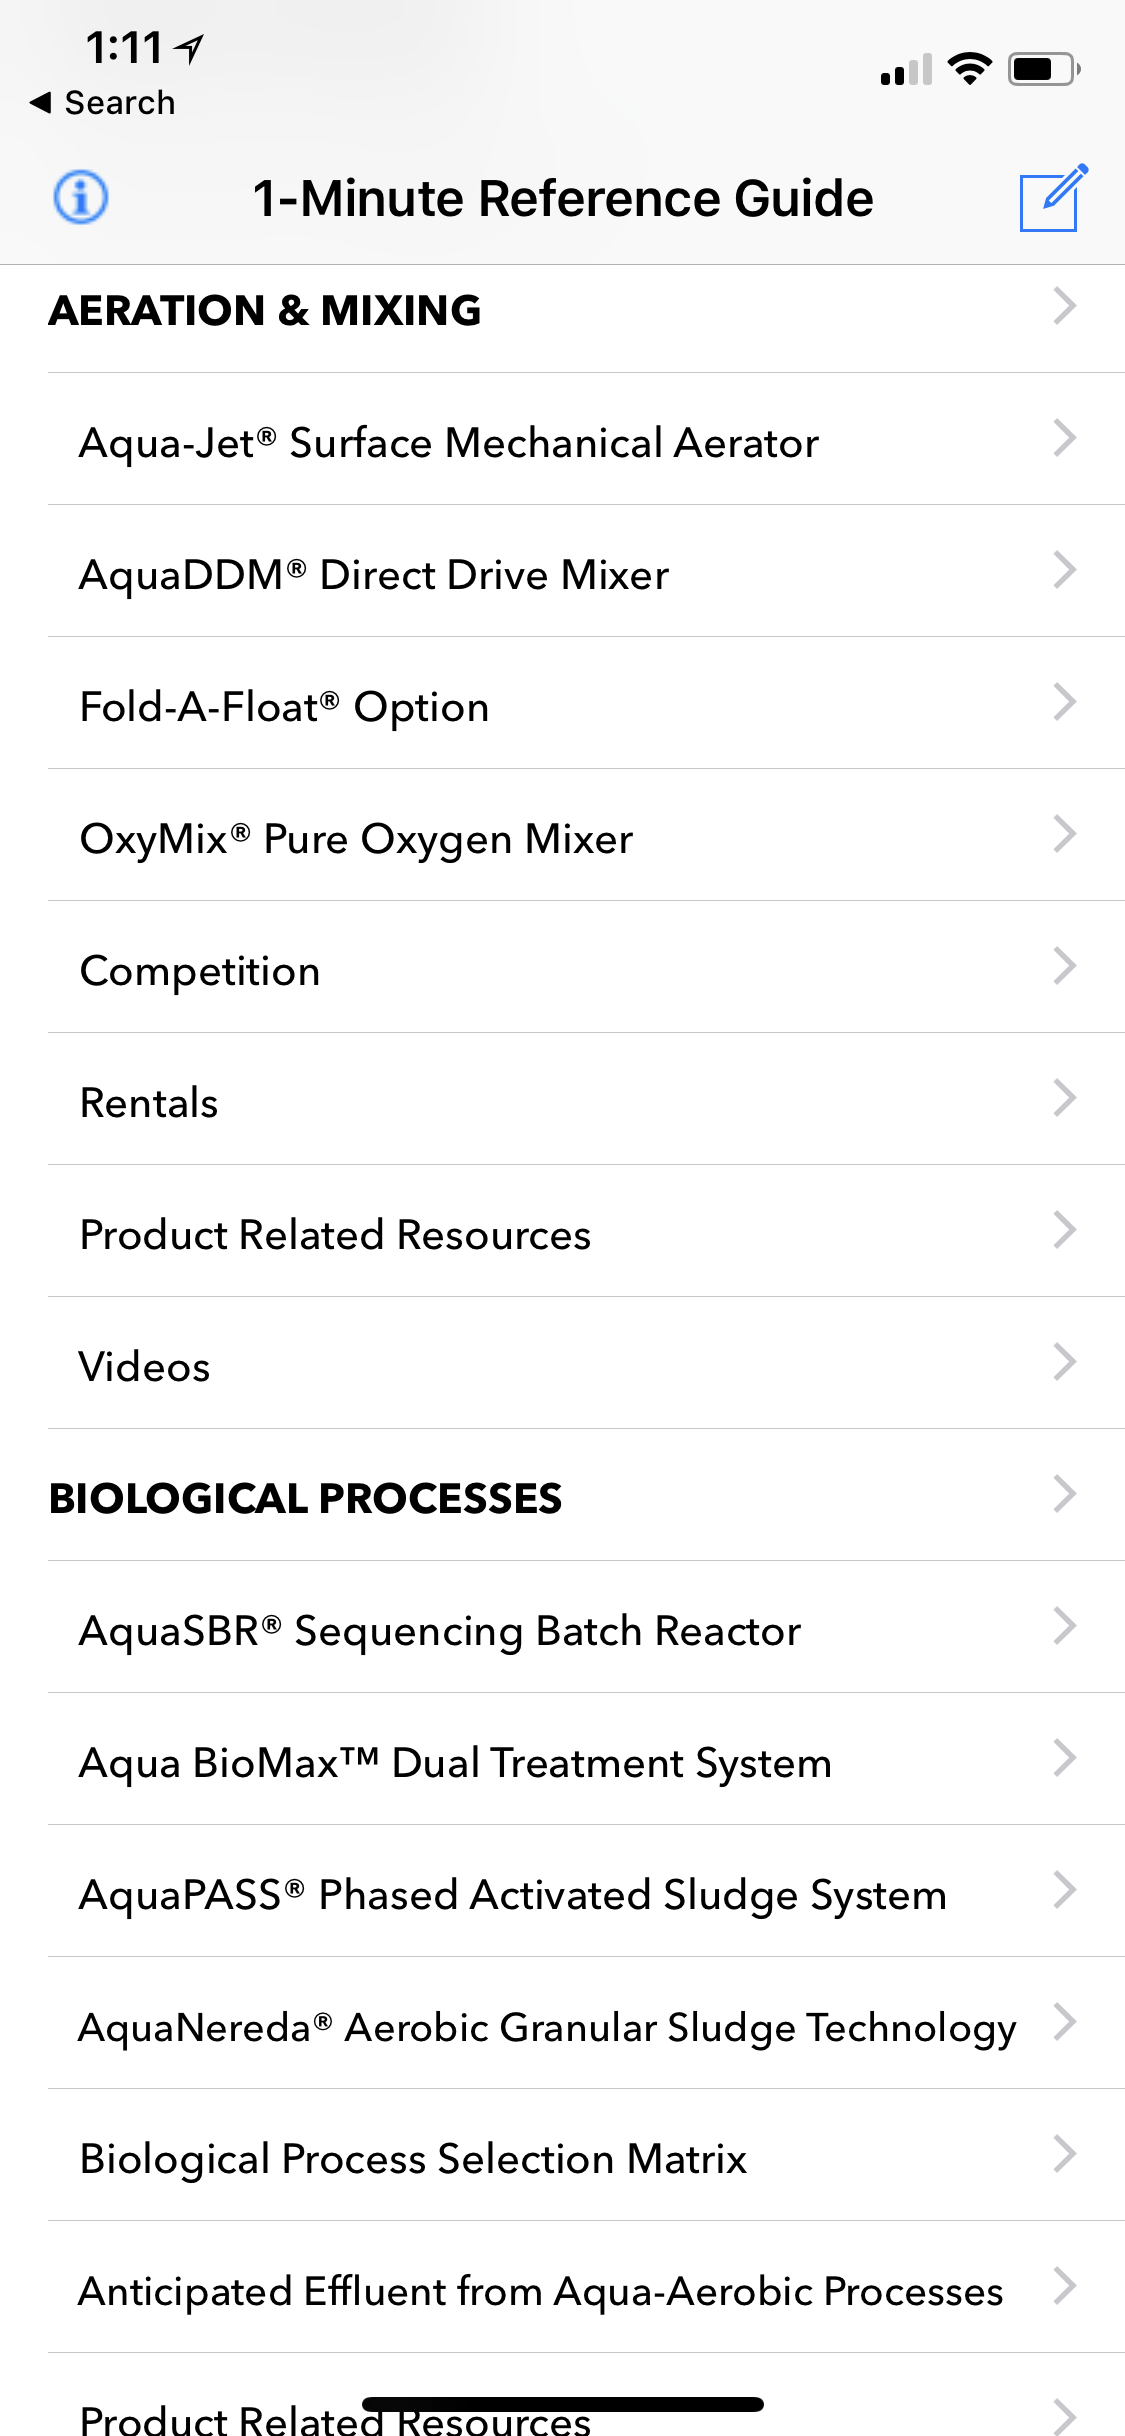 1:11
◀ Search
1-Minute Reference Guide
AERATION & MIXING
Aqua-Jet® Surface Mechanical Aerator
AquaDDM® Direct Drive Mixer
Fold-A-Float® Option
OxyMix® Pure Oxygen Mixer
Competition
Rentals
Product Related Resources
Videos
BIOLOGICAL PROCESSES
AquaSBR® Sequencing Batch Reactor
Aqua BioMax™ Dual Treatment System
AquaPASS® Phased Activated Sludge System
AquaNereda® Aerobic Granular Sludge Technology
Biological Process Selection Matrix
Anticipated Effluent from Aqua-Aerobic Processes
Product Related Resources